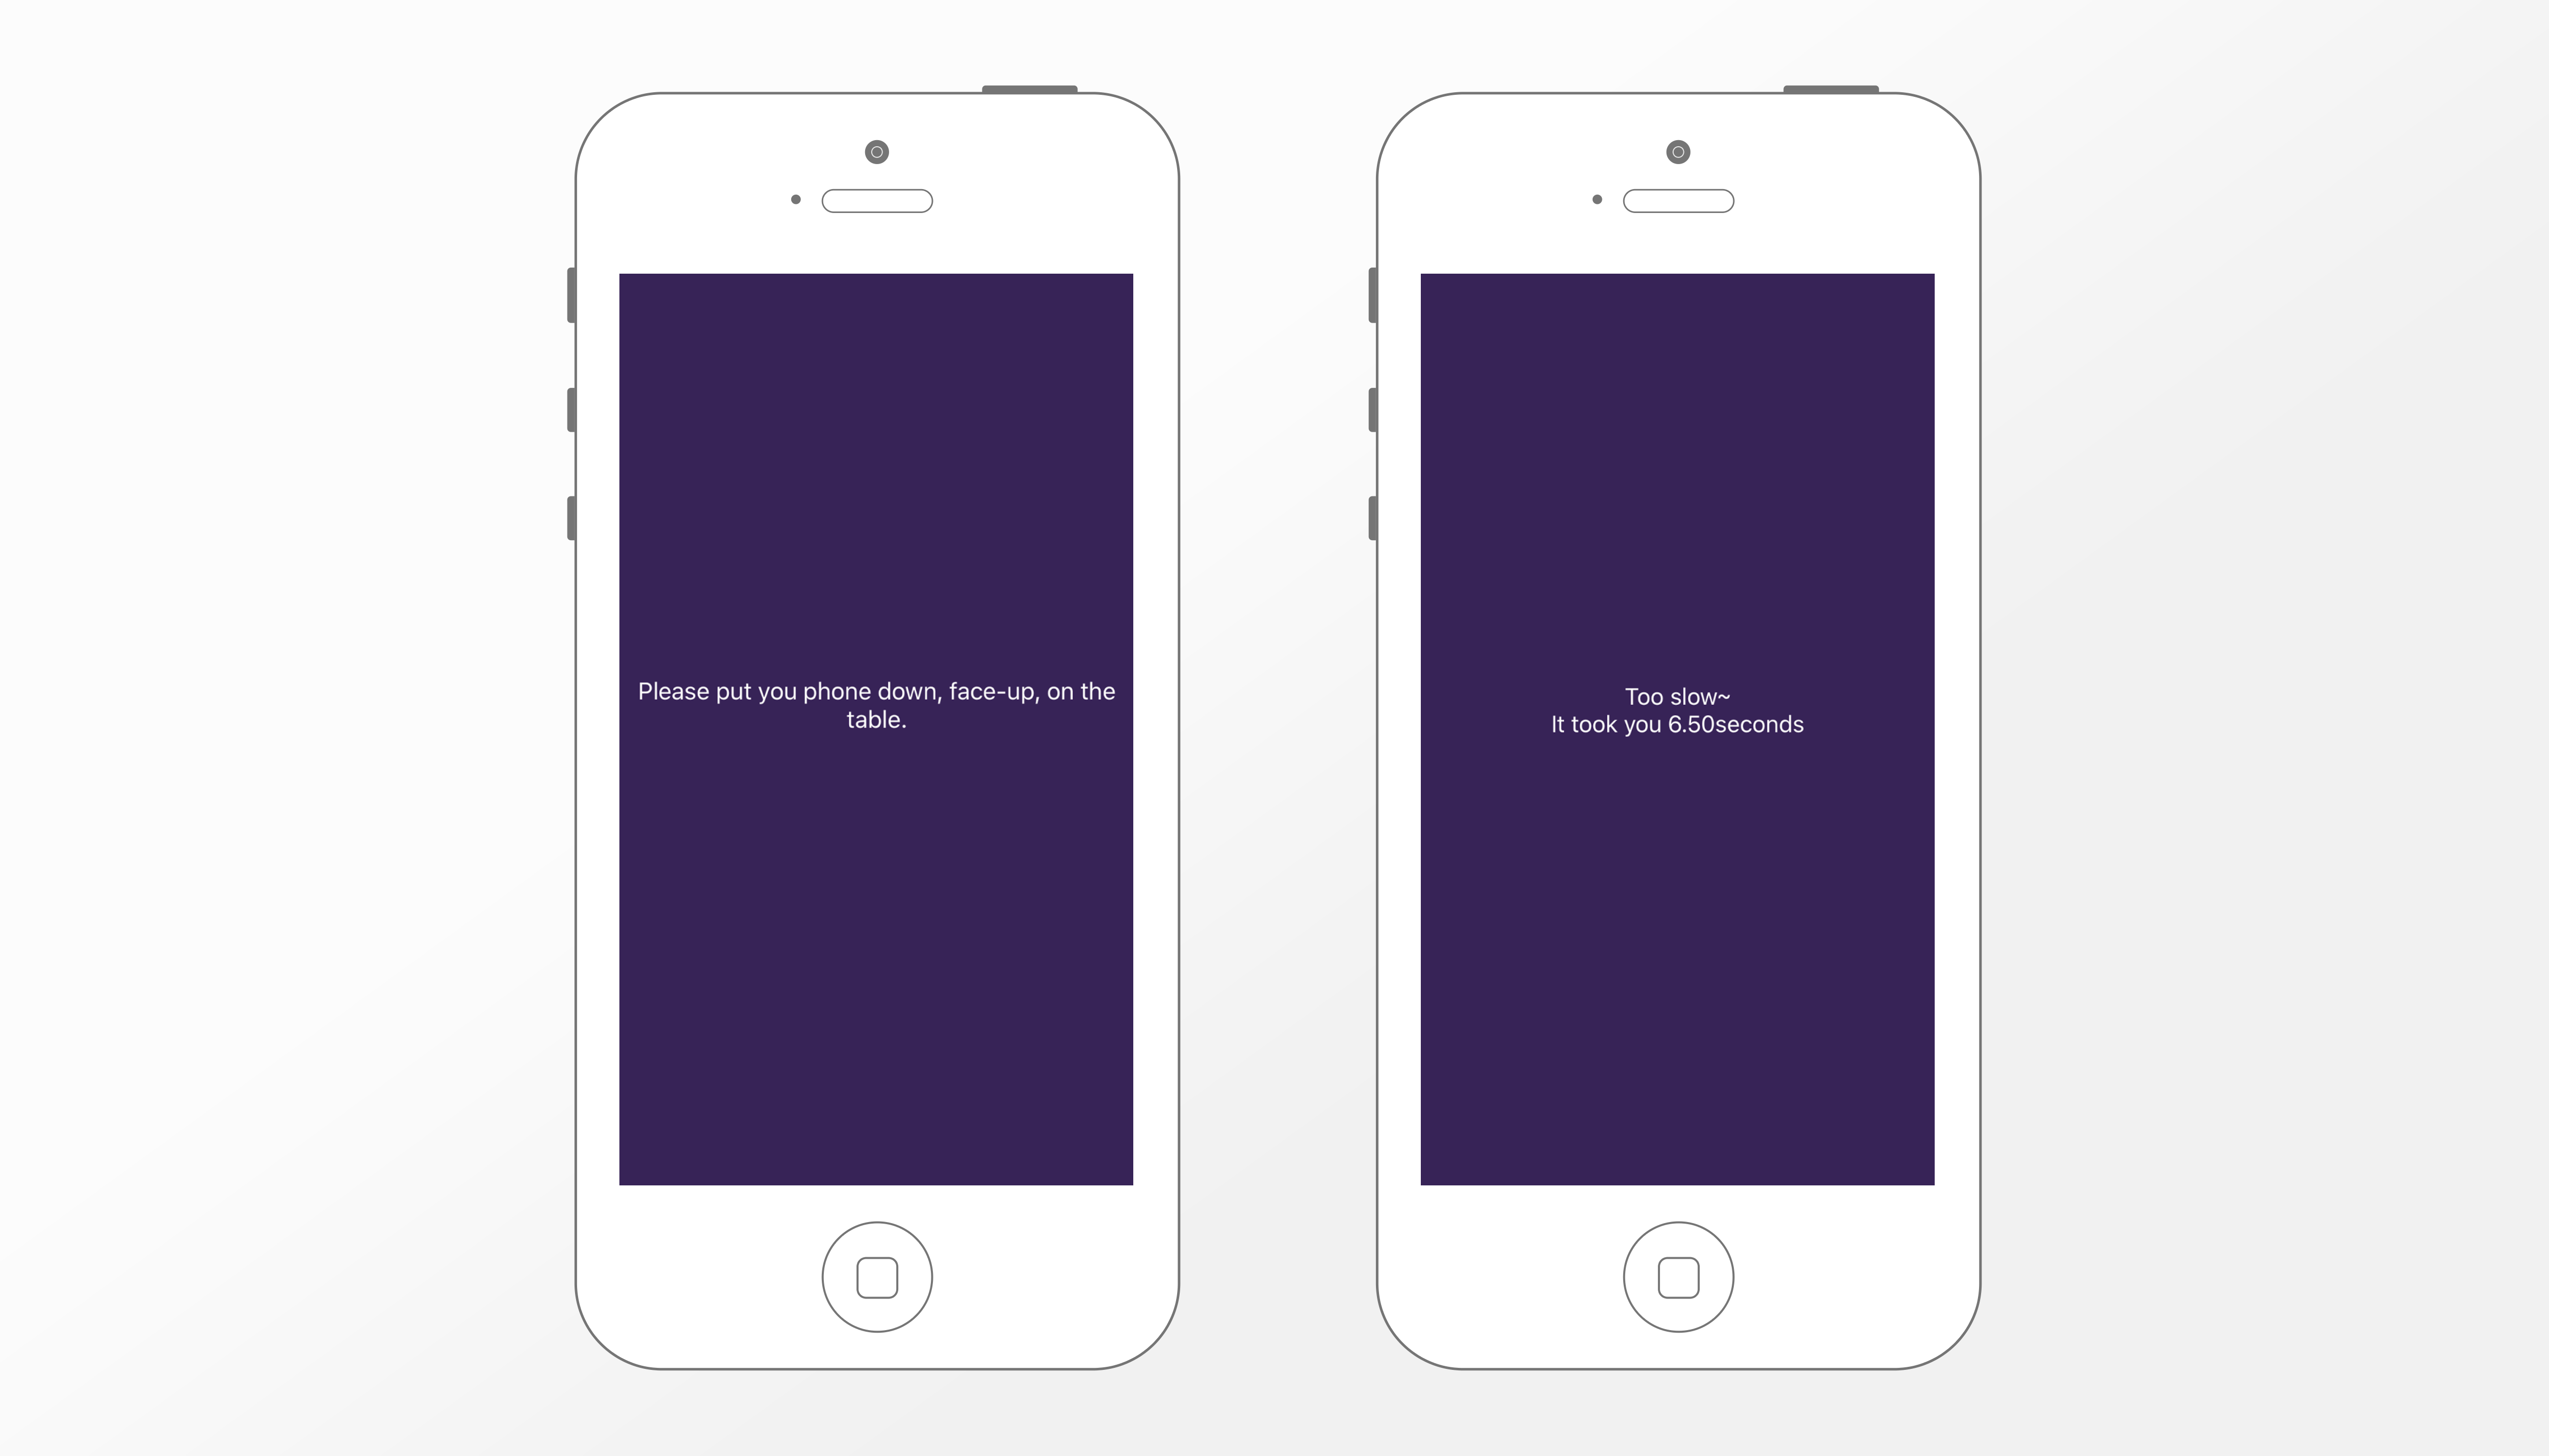 Please put you phone down, face-up, on the
table.
Too slow~
It took you 6.50seconds